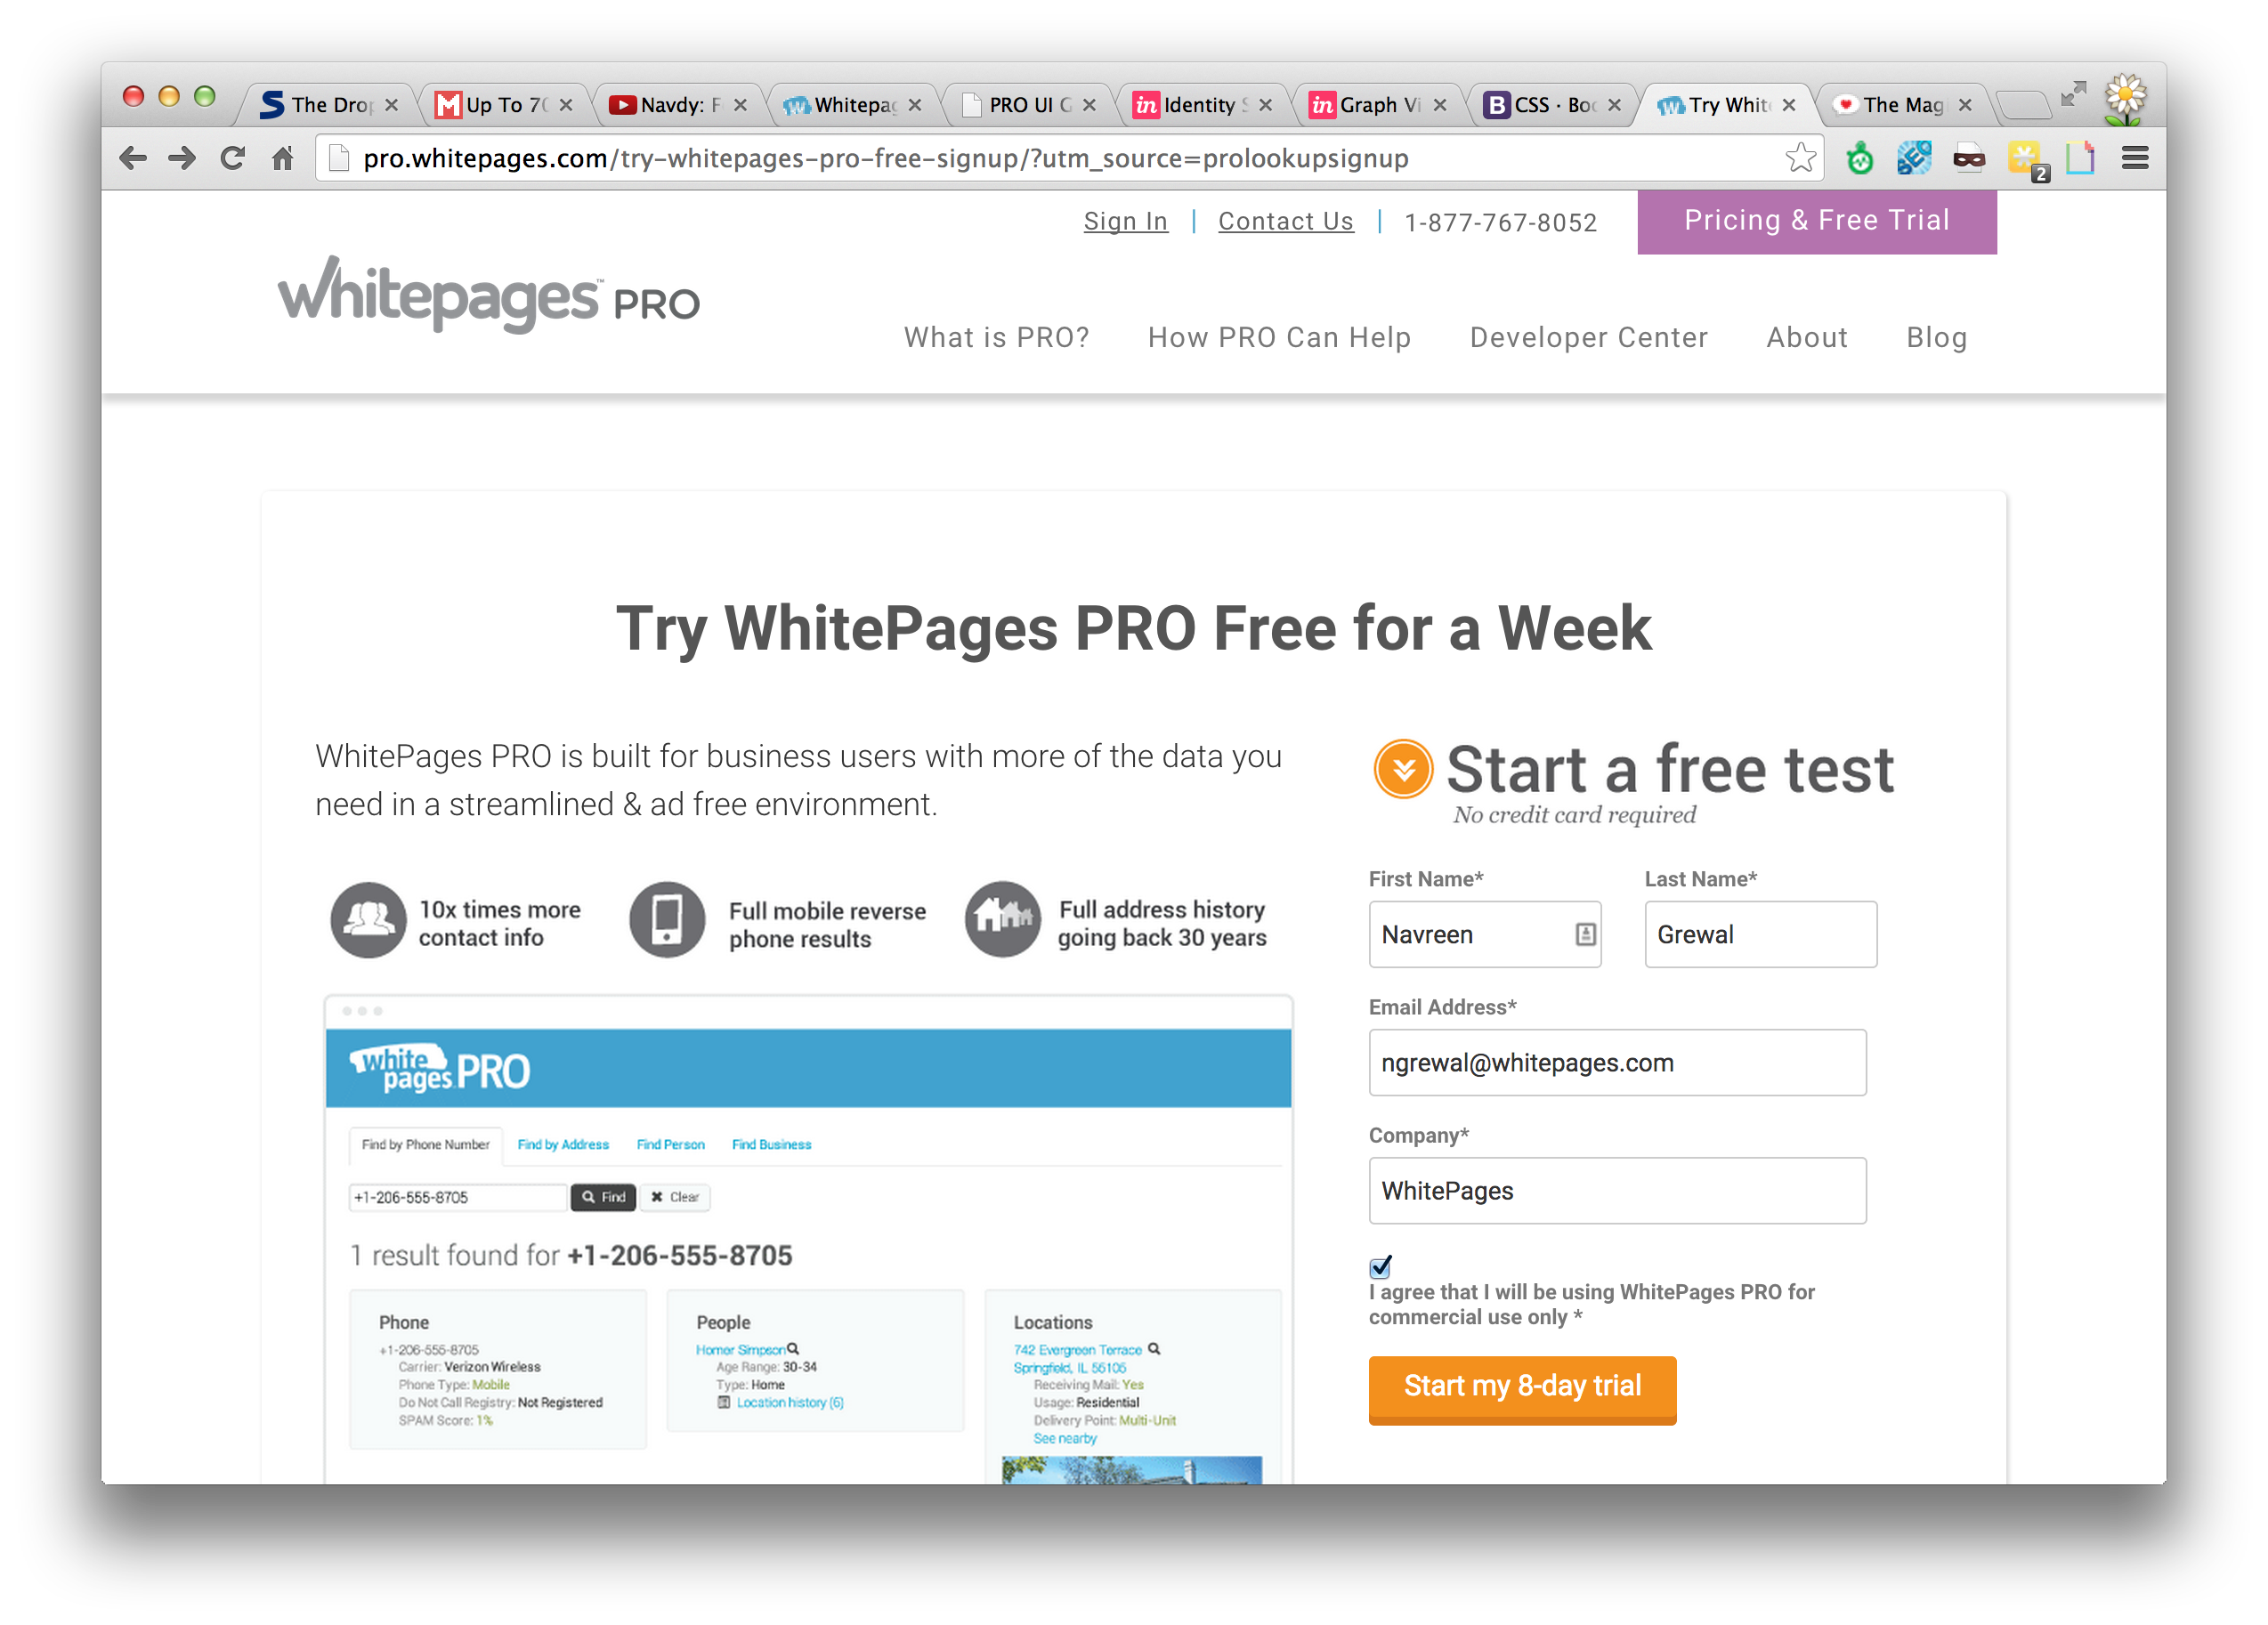 The Drop
Up To 70
Navdy: F
Whitepag
PRO UI G
Identity S
Graph Vi
CSS · Boo
Try White
The Mag
pro.whitepages.com/try-whitepages-pro-free-signup/?utm_source=prolookupsignup
2
Sign In | Contact Us | 1-877-767-8052
Pricing & Free Trial
whitepages™ PRO
What is PRO? How PRO Can Help Developer Center About Blog
Try WhitePages PRO Free for a Week
WhitePages PRO is built for business users with more of the data you
need in a streamlined & ad free environment.
10x times more
contact info
Full mobile reverse
phone results
Full address history
going back 30 years
white
pages PRO
Find by Phone Number Find by Address Find Person Find Business
+1-206-555-8705 Find Clear
1 result found for +1-206-555-8705
Phone
+1-206-555-8705
Carrier: Verizon Wireless
Phone Type: Mobile
Do Not Call Registry: Not Registered
SPAM Score: 1%
People
Homer Simpson
Age Range: 30-34
Type: Home
Location history (6)
Locations
742 Evergreen Terrace
Springfield, IL 56106
Receiving Mail: Yes
Usage: Residential
Delivery Point: Multi-Unit
See nearby
Start a free test
No credit card required
First Name* Last Name*
Navreen Grewal
Email Address*
ngrewal@whitepages.com
Company*
WhitePages
I agree that I will be using WhitePages PRO for
commercial use only *
Start my 8-day trial